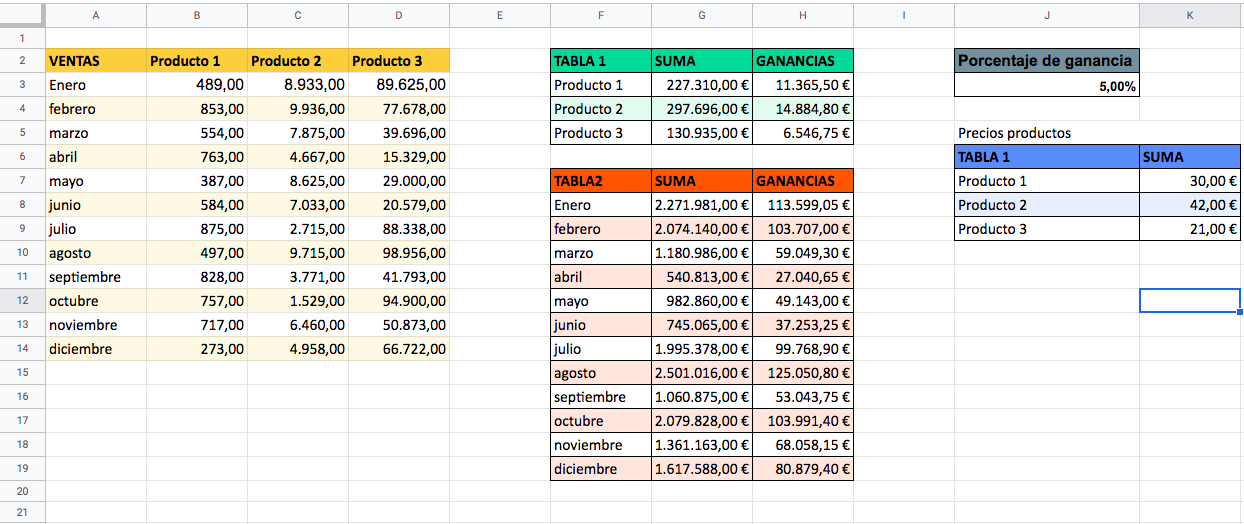 A B C D E F G H I J K
1
2 VENTAS Producto 1 Producto 2 Producto 3 TABLA 1 SUMA GANANCIAS Porcentaje de ganancia
3 Enero 489,00 8.933,00 89.625,00 Producto 1 227.310,00 € 11.365,50 € 5,00%
4 febrero 853,00 9.936,00 77.678,00 Producto 2 297.696,00 € 14.884,80 €
5 marzo 554,00 7.875,00 39.696,00 Producto 3 130.935,00 € 6.546,75 € Precios productos
6 abril 763,00 4.667,00 15.329,00 TABLA 1 SUMA
7 mayo 387,00 8.625,00 29.000,00 TABLA2 SUMA GANANCIAS Producto 1 30,00 €
8 junio 584,00 7.033,00 20.579,00 Enero 2.271.981,00 € 113.599,05 € Producto 2 42,00 €
9 julio 875,00 2.715,00 88.338,00 febrero 2.074.140,00 € 103.707,00 € Producto 3 21,00 €
10 agosto 497,00 9.715,00 98.956,00 marzo 1.180.986,00 € 59.049,30 €
11 septiembre 828,00 3.771,00 41.793,00 abril 540.813,00 € 27.040,65 €
12 octubre 757,00 1.529,00 94.900,00 mayo 982.860,00 € 49.143,00 €
13 noviembre 717,00 6.460,00 50.873,00 junio 745.065,00 € 37.253,25 €
14 diciembre 273,00 4.958,00 66.722,00 julio 1.995.378,00 € 99.768,90 €
15 agosto 2.501.016,00 € 125.050,80 €
16 septiembre 1.060.875,00 € 53.043,75 €
17 octubre 2.079.828,00 € 103.991,40 €
18 noviembre 1.361.163,00 € 68.058,15 €
19 diciembre 1.617.588,00 € 80.879,40 €
20
21